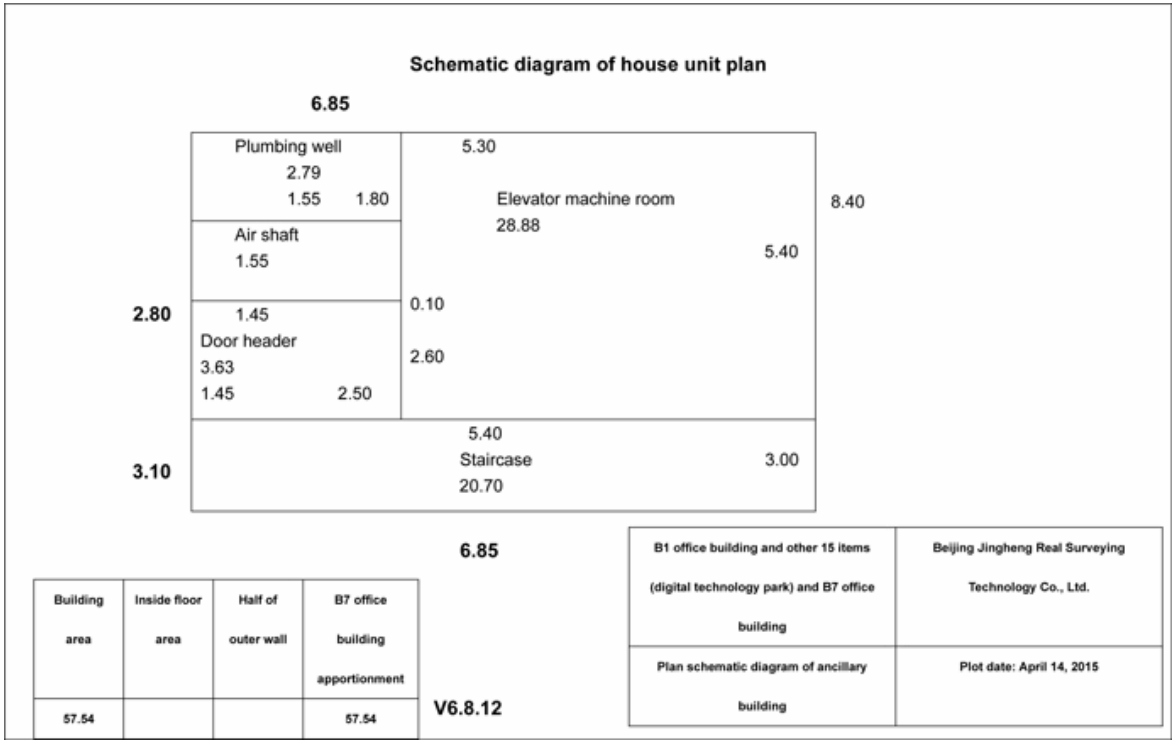 Schematic diagram of house unit plan
6.85
Plumbing well
2.79
1.55 1.80
5.30
Elevator machine room
28.88
5.40
8.40
Air shaft
1.55
2.80
1.45
Door header
3.63
1.45 2.50
0.10
2.60
3.10
5.40
Staircase
20.70
3.00
6.85
Building
area
Inside floor
area
Half of
outer wall
B7 office
building
apportionment
57.54
57.54
V6.8.12
B1 office building and other 15 items
(digital technology park) and B7 office
building
Beijing Jingheng Real Surveying
Technology Co., Ltd.
Plan schematic diagram of ancillary
building
Plot date: April 14, 2015